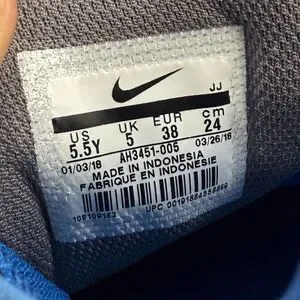 JJ
US UK EUR cm
5.5Y 5 38 24
01/03/18 03/26/18
AH3451-005
MADE IN INDONESIA
FABRIQUE EN INDONESIE
UPC